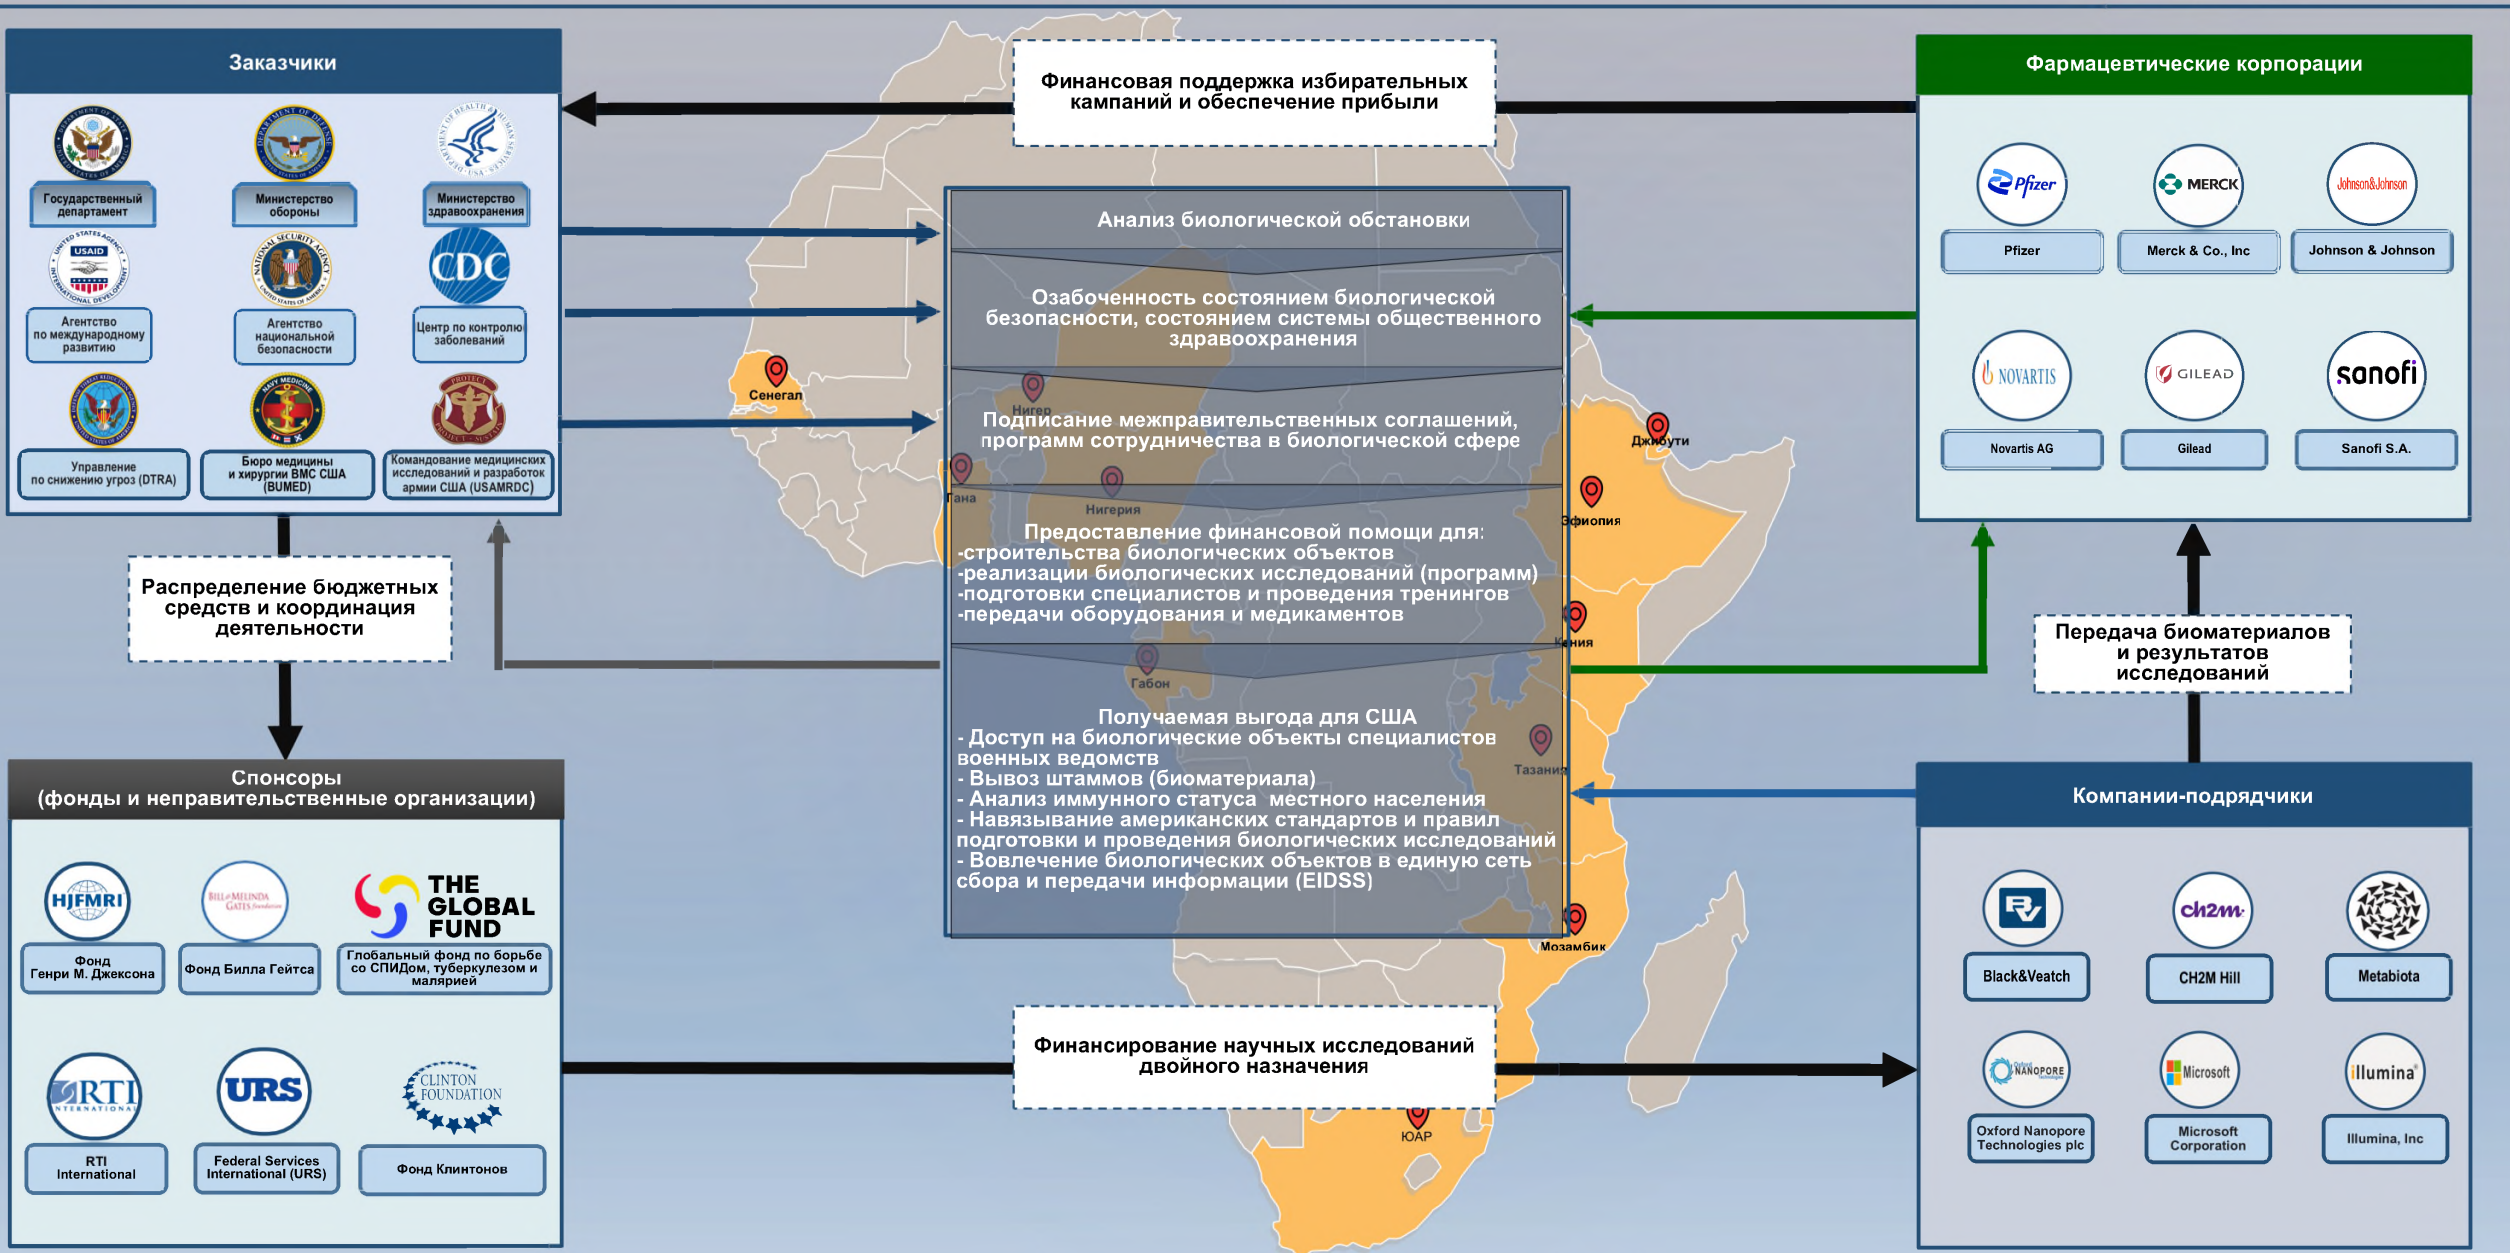 Заказчики
Государственный
департамент
Министерство
обороны
Министерство
здравоохранения
USAID
CDC
Агентство
по международному
развитию
Агентство
национальной
безопасности
Центр по контролю
заболеваний
Управление
по снижению угроз (DTRA)
Бюро медицины
и хирургии ВМС США
(BUMED)
Командование медицинских
исследований и разработок
армии США (USAMRDC)
Распределение бюджетных
средств и координация
деятельности
Спонсоры
(фонды и неправительственные организации)
HJFMRI
BILL & MELINDA
GATES foundation
THE
GLOBAL
FUND
Фонд
Генри М. Джексона
Фонд Билла Гейтса
Глобальный фонд по борьбе
со СПИДом, туберкулезом и
малярией
RTI
INTERNATIONAL
URS
CLINTON
FOUNDATION
RTI
International
Federal Services
International (URS)
Фонд Клинтонов
Финансовая поддержка избирательных
кампаний и обеспечение прибыли
Анализ биологической обстановки
Озабоченность состоянием биологической
безопасности, состоянием системы общественного
здравоохранения
Подписание межправительственных соглашений,
программ сотрудничества в биологической сфере
Предоставление финансовой помощи для:
-строительства биологических объектов
-реализации биологических исследований (программ)
-подготовки специалистов и проведения тренингов
-передачи оборудования и медикаментов
Получаемая выгода для США
- Доступ на биологические объекты специалистов
военных ведомств
- Вывоз штаммов (биоматериала)
- Анализ иммунного статуса местного населения
- Навязывание американских стандартов и правил
подготовки и проведения биологических исследований
- Вовлечение биологических объектов в единую сеть
сбора и передачи информации (EIDSS)
Сенегал
Нигер
Гана
Нигерия
Габон
Джибути
Эфиопия
Кения
Тазания
Мозамбик
ЮАР
Финансирование научных исследований
двойного назначения
Фармацевтические корпорации
Pfizer
MERCK
Johnson&Johnson
Pfizer
Merck & Co., Inc
Johnson & Johnson
NOVARTIS
GILEAD
sanofi
Novartis AG
Gilead
Sanofi S.A.
Передача биоматериалов
и результатов
исследований
Компании-подрядчики
BV
ch2m:
Black&Veatch
CH2M Hill
Metabiota
Oxford
NANOPORE
Technologies
Microsoft
illumina
Oxford Nanopore
Technologies plc
Microsoft
Corporation
Illumina, Inc